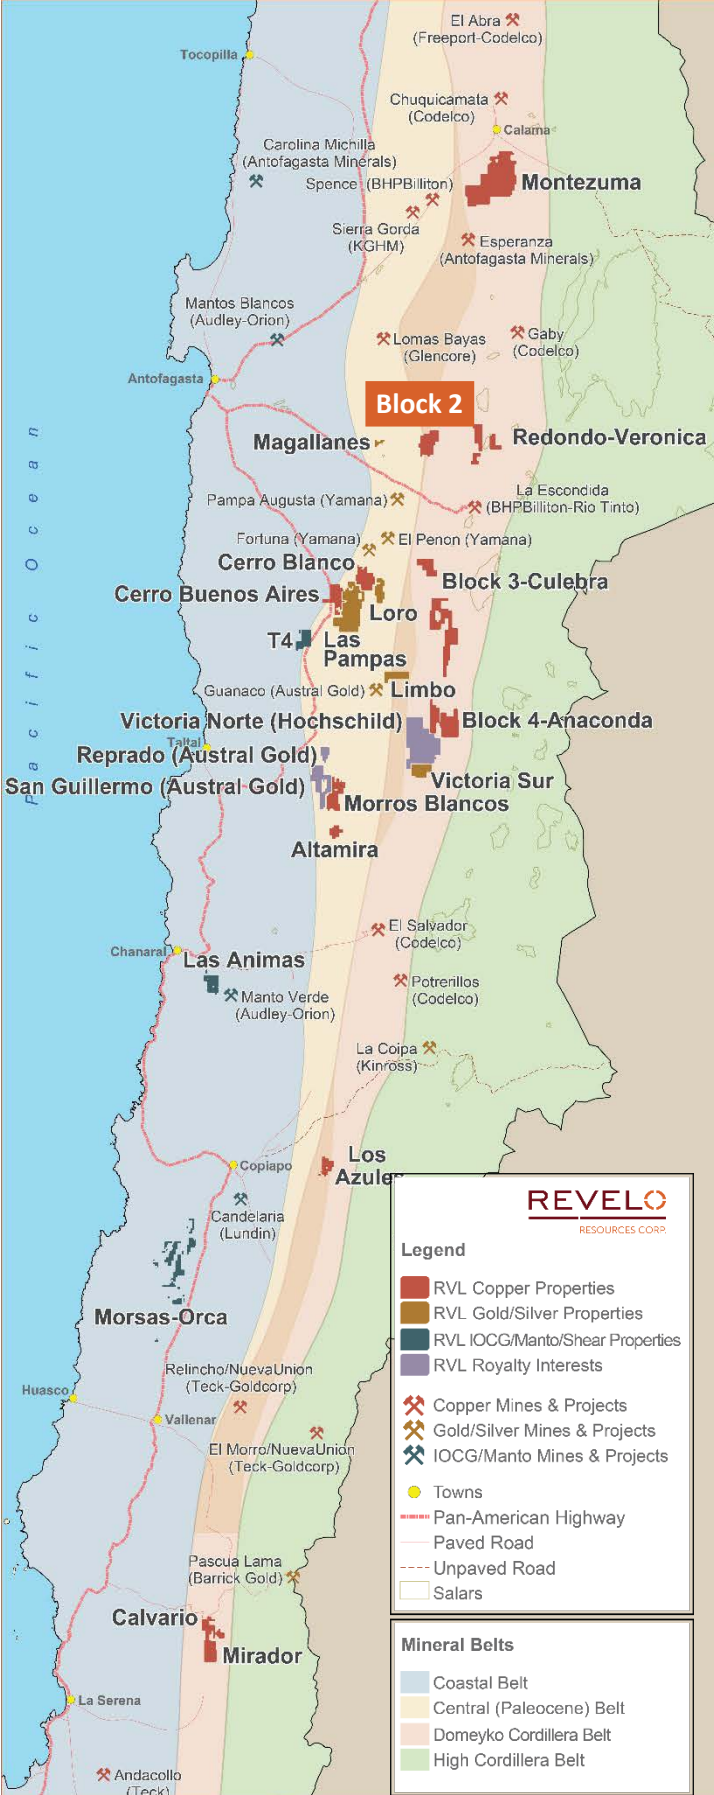 El Abra
(Freeport-Codelco)
Tocopilla
Chuquicamata
(Codelco)
Calama
Carolina Michilla
(Antofagasta Minerals)
Spence (BHPBilliton)
Montezuma
Sierra Gorda
(KGHM)
Esperanza
(Antofagasta Minerals)
Mantos Blancos
(Audley-Orion)
Lomas Bayas
(Glencore)
Gaby
(Codelco)
Antofagasta
Block 2
Magallanes
Redondo-Veronica
Pacific Ocean
Pampa Augusta (Yamana)
La Escondida
(BHPBilliton-Rio Tinto)
Fortuna (Yamana)
El Penon (Yamana)
Cerro Blanco
Block 3-Culebra
Cerro Buenos Aires
Loro
T4
Las
Pampas
Guanaco (Austral Gold)
Limbo
Victoria Norte (Hochschild)
Block 4-Anaconda
Taltal
Reprado (Austral Gold)
San Guillermo (Austral Gold)
Victoria Sur
Morros Blancos
Altamira
El Salvador
(Codelco)
Chanaral
Las Animas
Potrerillos
(Codelco)
Manto Verde
(Audley-Orion)
La Coipa
(Kinross)
Los
Azules
Copiapo
Candelaria
(Lundin)
Morsas-Orca
Relincho/NuevaUnion
(Teck-Goldcorp)
Huasco
Vallenar
El Morro/NuevaUnion
(Teck-Goldcorp)
Pascua Lama
(Barrick Gold)
Calvario
Mirador
La Serena
Andacollo
(Teck)
REVELO
RESOURCES CORP.
Legend
RVL Copper Properties
RVL Gold/Silver Properties
RVL IOCG/Manto/Shear Properties
RVL Royalty Interests
Copper Mines & Projects
Gold/Silver Mines & Projects
IOCG/Manto Mines & Projects
Towns
Pan-American Highway
Paved Road
Unpaved Road
Salars
Mineral Belts
Coastal Belt
Central (Paleocene) Belt
Domeyko Cordillera Belt
High Cordillera Belt